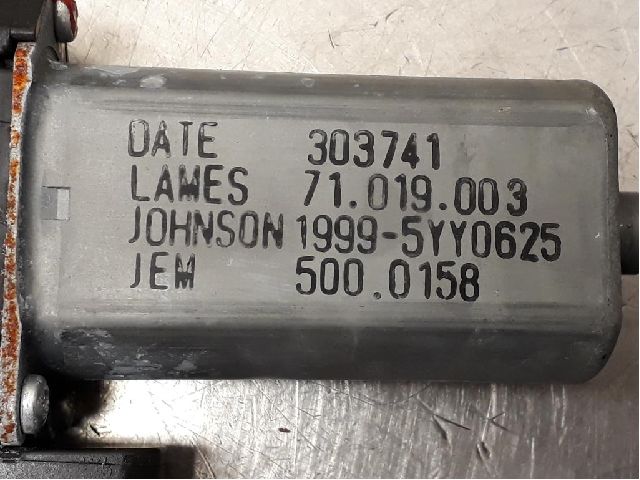 DATE 303741
LAMES 71.019.003
JOHNSON 1999-5YY0625
JEM 500.0158